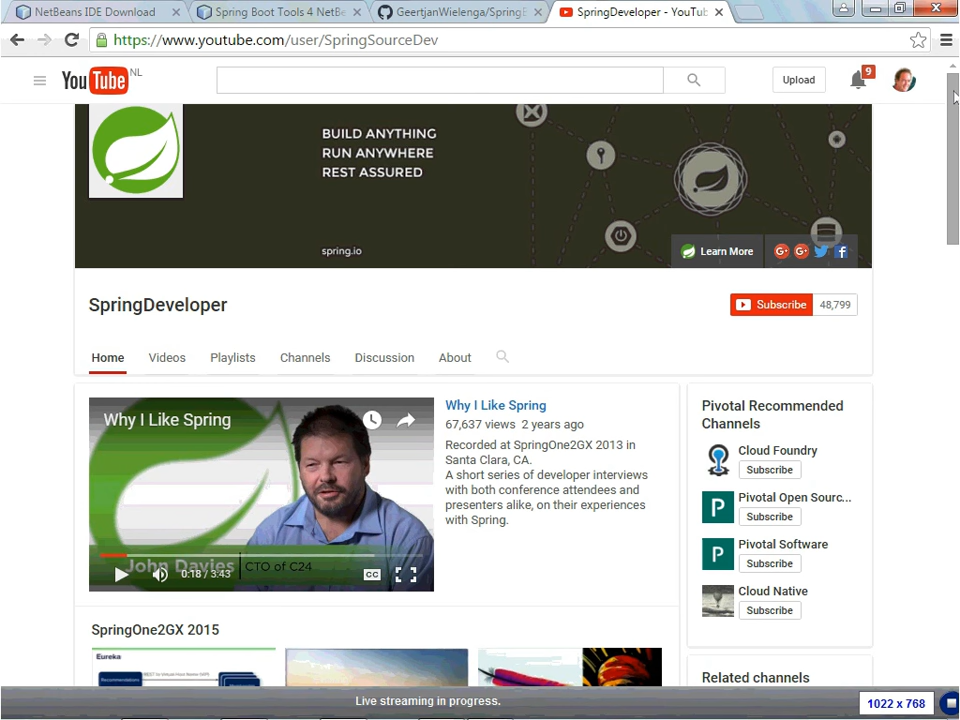 NetBeans IDE Download
Spring Boot Tools 4 NetBe
GeertjanWielenga/SpringB
SpringDeveloper - YouTub
https://www.youtube.com/user/SpringSourceDev
YouTube NL
Upload
9
BUILD ANYTHING
RUN ANYWHERE
REST ASSURED
spring.io
Learn More
SpringDeveloper
Subscribe 48,799
Home Videos Playlists Channels Discussion About
Why I Like Spring
John Davies CTO of C24
0:18 / 3:43
CC
Why I Like Spring
67,637 views 2 years ago
Recorded at SpringOne2GX 2013 in
Santa Clara, CA.
A short series of developer interviews
with both conference attendees and
presenters alike, on their experiences
with Spring.
Pivotal Recommended
Channels
Cloud Foundry
Subscribe
P
Pivotal Open Sourc...
Subscribe
P
Pivotal Software
Subscribe
Cloud Native
Subscribe
SpringOne2GX 2015
Eureka
Related channels
Live streaming in progress.
1022 x 768